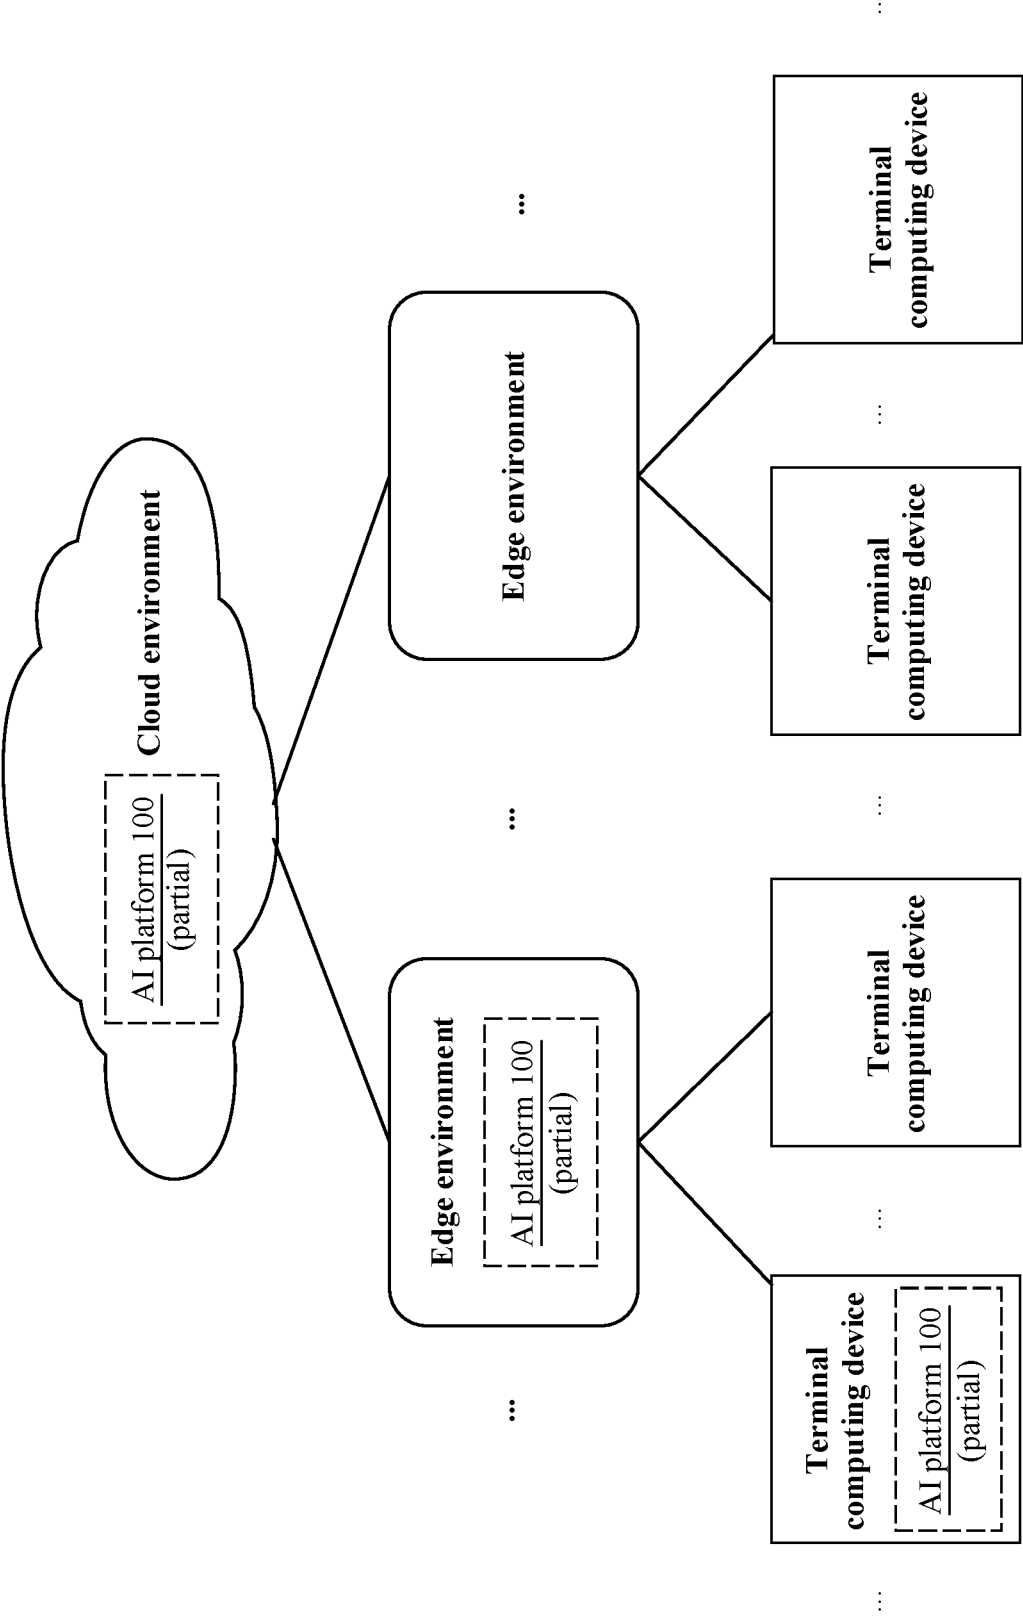 Cloud environment
AI platform 100
(partial)
...
Edge environment
AI platform 100
(partial)
...
Edge environment
...
...
Terminal
computing device
AI platform 100
(partial)
...
Terminal
computing device
...
Terminal
computing device
...
Terminal
computing device
...